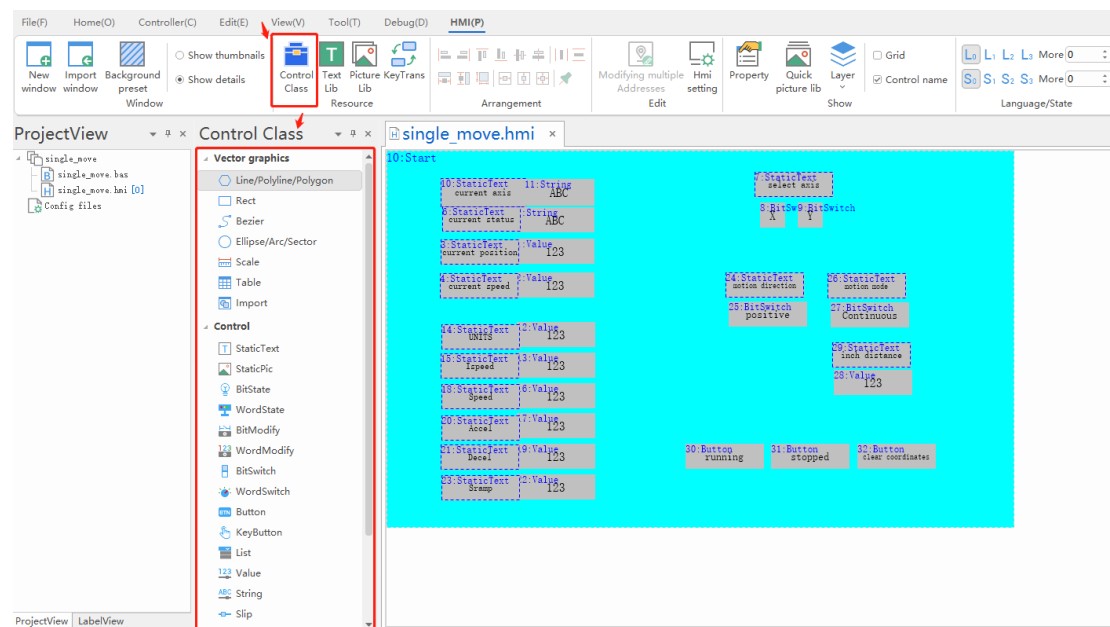 File(F) Home(O) Controller(C) Edit(E) View(V) Tool(T) Debug(D) HMI(P)
Show thumbnails
Show details
New window
Import window
Background preset
Window
Control Class
Text Lib
Picture Lib
KeyTrans
Resource
Arrangement
Modifying multiple Addresses
Hmi setting
Edit
Property
Quick picture lib
Layer
Grid
Control name
Show
L0 L1 L2 L3 More 0
S0 S1 S2 S3 More 0
Language/State
ProjectView
single_move
single_move.bas
single_move.hmi [0]
Config files
ProjectView LabelView
Control Class
Vector graphics
Line/Polyline/Polygon
Rect
Bezier
Ellipse/Arc/Sector
Scale
Table
Import
Control
StaticText
StaticPic
BitState
WordState
BitModify
WordModify
BitSwitch
WordSwitch
Button
KeyButton
List
Value
String
Slip
single_move.hmi
10:Start
10:StaticText 11:String
current axis ABC
:StaticText :String
current status ABC
3:StaticText :Value
current position 123
4:StaticText :Value
current speed 123
14:StaticText 2:Value
UNITS 123
15:StaticText 3:Value
Ispeed 123
18:StaticText 6:Value
Speed 123
20:StaticText 7:Value
Accel 123
21:StaticText 9:Value
Decel 123
23:StaticText 2:Value
Sramp 123
7:StaticText
select axis
8:BitSw 9:BitSwitch
X Y
24:StaticText 26:StaticText
motion direction motion mode
25:BitSwitch 27:BitSwitch
positive Continuous
29:StaticText
inch distance
28:Value
123
30:Button 31:Button 32:Button
running stopped clear coordinates